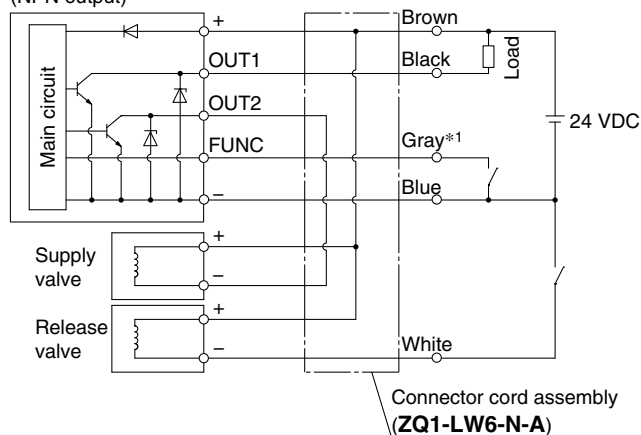 (NPN output)
+
Brown
OUT1
Black
Load
Main circuit
OUT2
24 VDC
FUNC
Gray*1
–
Blue
Supply
valve
+
–
Release
valve
+
–
White
Connector cord assembly
(ZQ1-LW6-N-A)